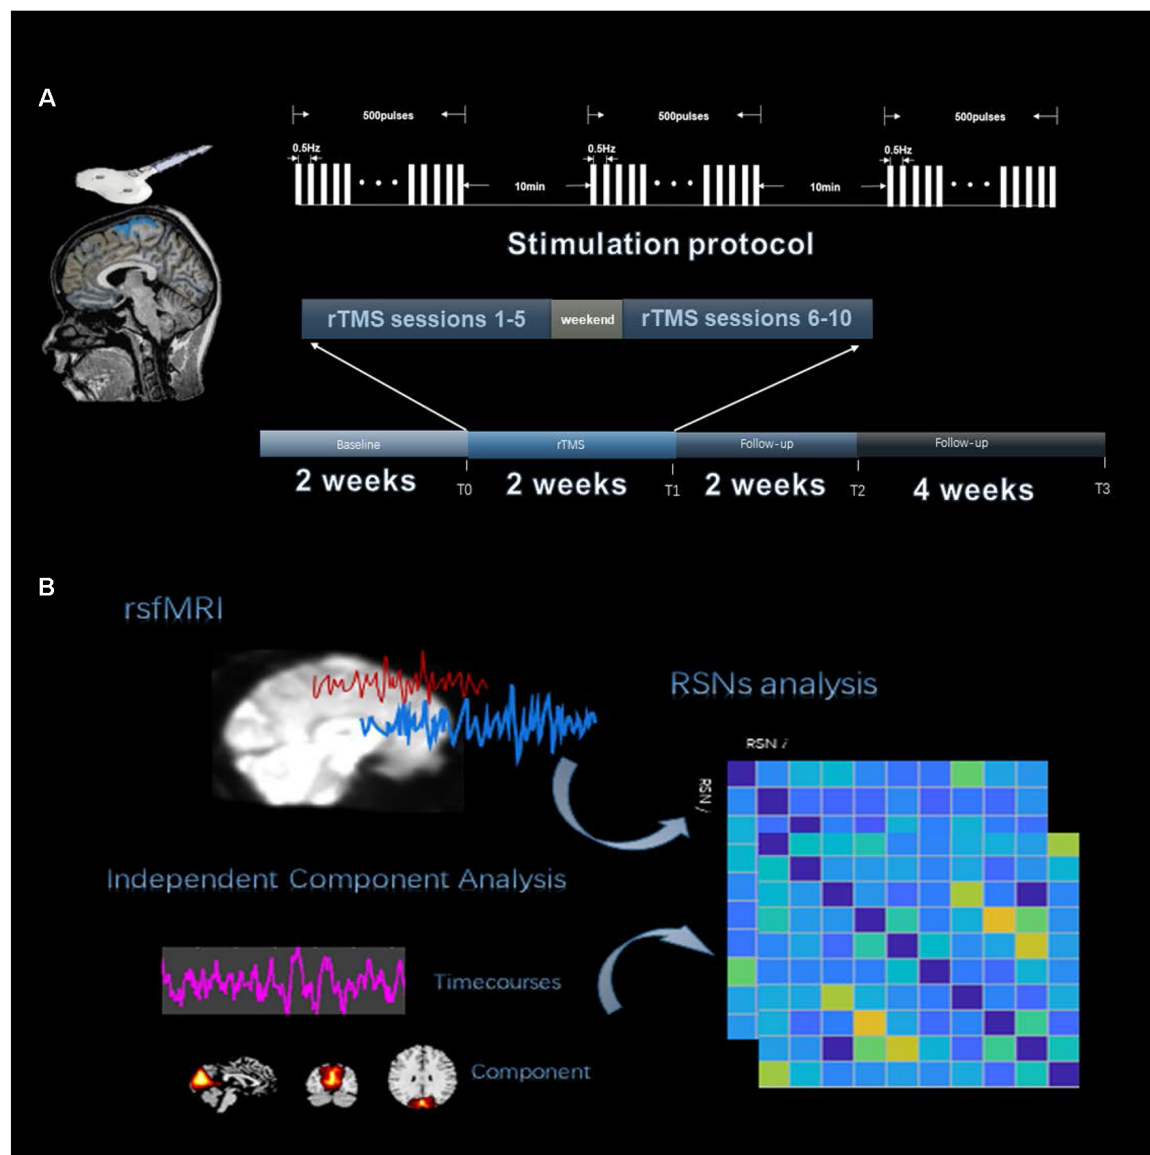 A
500pulses
500pulses
500pulses
0.5Hz
0.5Hz
0.5Hz
10min
10min
Stimulation protocol
rTMS sessions 1-5
weekend
rTMS sessions 6-10
Baseline
rTMS
Follow-up
Follow-up
2 weeks
T0
2 weeks
T1
2 weeks
T2
4 weeks
T3
B
rsfMRI
RSNs analysis
RSN i
RSN j
Independent Component Analysis
Timecourses
Component